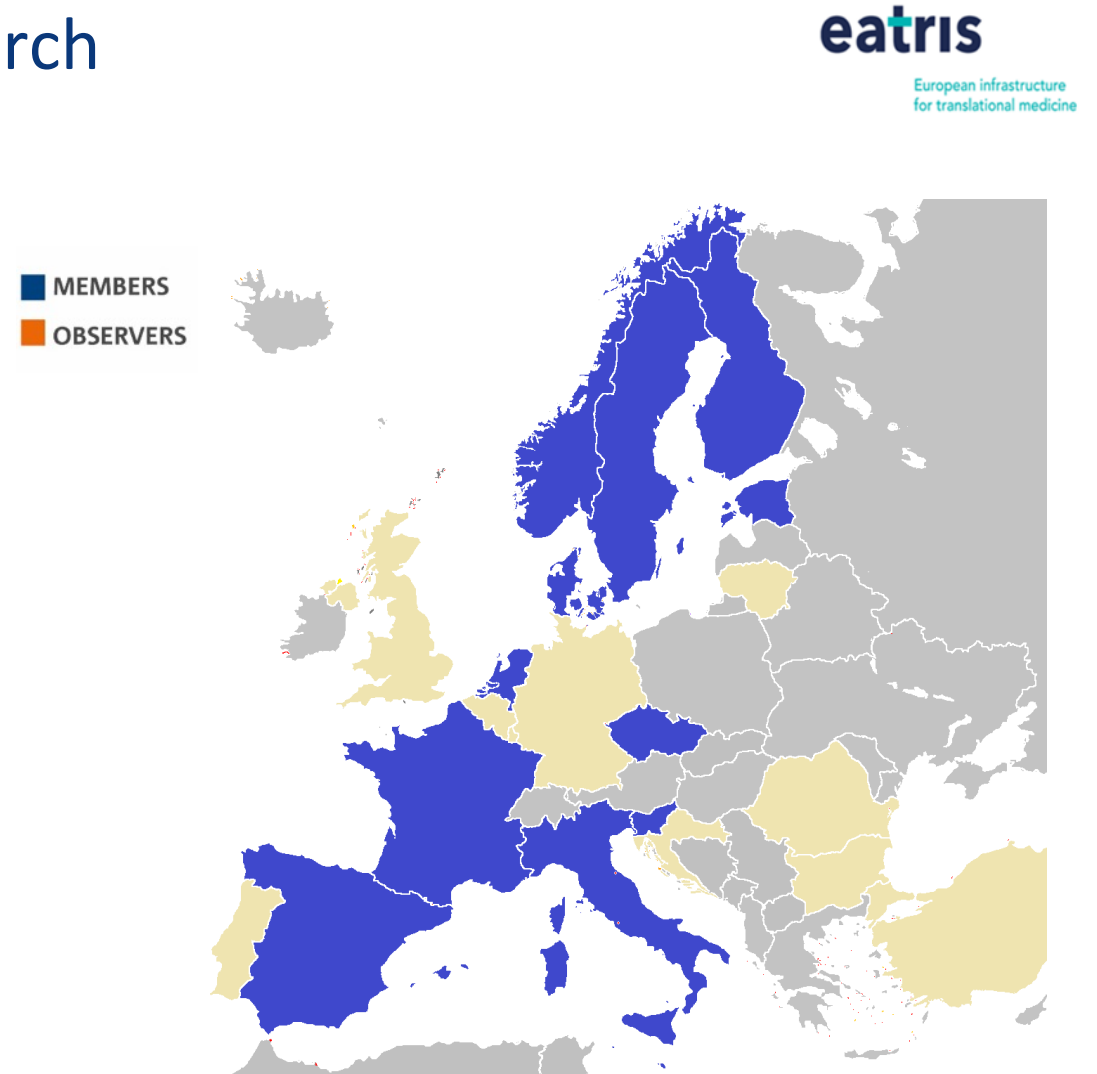 rch
eatris
European infrastructure
for translational medicine
MEMBERS
OBSERVERS